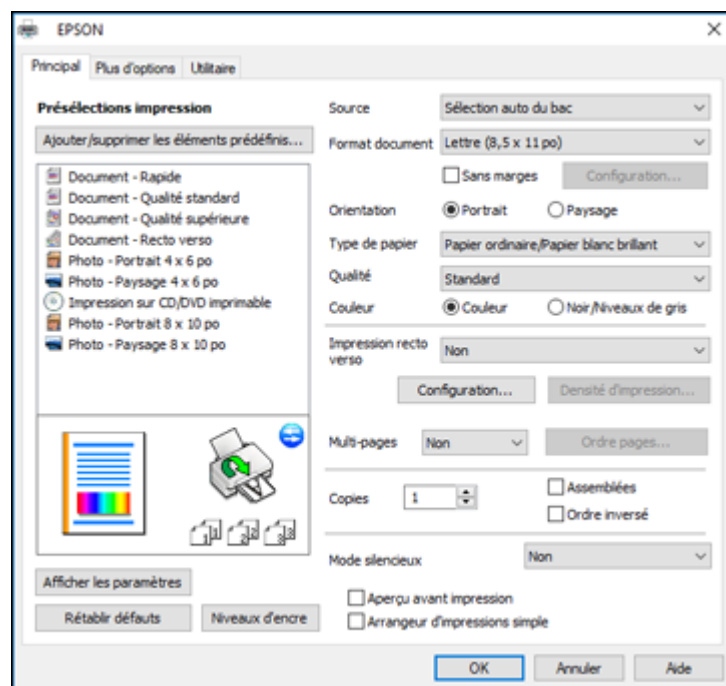 EPSON
Principal Plus d'options Utilitaire
Présélections impression
Ajouter/supprimer les éléments prédéfinis...
Document - Rapide
Document - Qualité standard
Document - Qualité supérieure
Document - Recto verso
Photo - Portrait 4 x 6 po
Photo - Paysage 4 x 6 po
Impression sur CD/DVD imprimable
Photo - Portrait 8 x 10 po
Photo - Paysage 8 x 10 po
1 1 2 2 3 3
Afficher les paramètres
Rétablir défauts Niveaux d'encre
Source Sélection auto du bac
Format document Lettre (8,5 x 11 po)
Sans marges Configuration...
Orientation Portrait Paysage
Type de papier Papier ordinaire/Papier blanc brillant
Qualité Standard
Couleur Couleur Noir/Niveaux de gris
Impression recto
verso Non
Configuration... Densité d'impression...
Multi-pages Non Ordre pages...
Copies 1 Assemblées
Ordre inversé
Mode silencieux Non
Aperçu avant impression
Arrangeur d'impressions simple
OK Annuler Aide